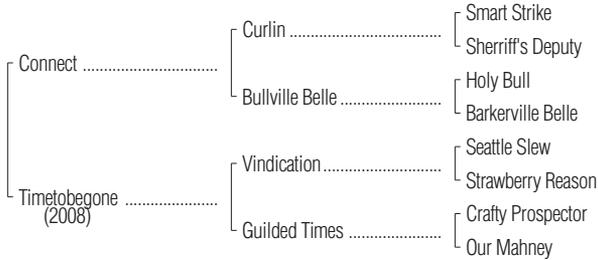 Smart Strike
Curlin
Sherriff's Deputy
Connect
Holy Bull
Bullville Belle
Barkerville Belle
Seattle Slew
Vindication
Strawberry Reason
Timetobegone
(2008)
Crafty Prospector
Guilded Times
Our Mahney